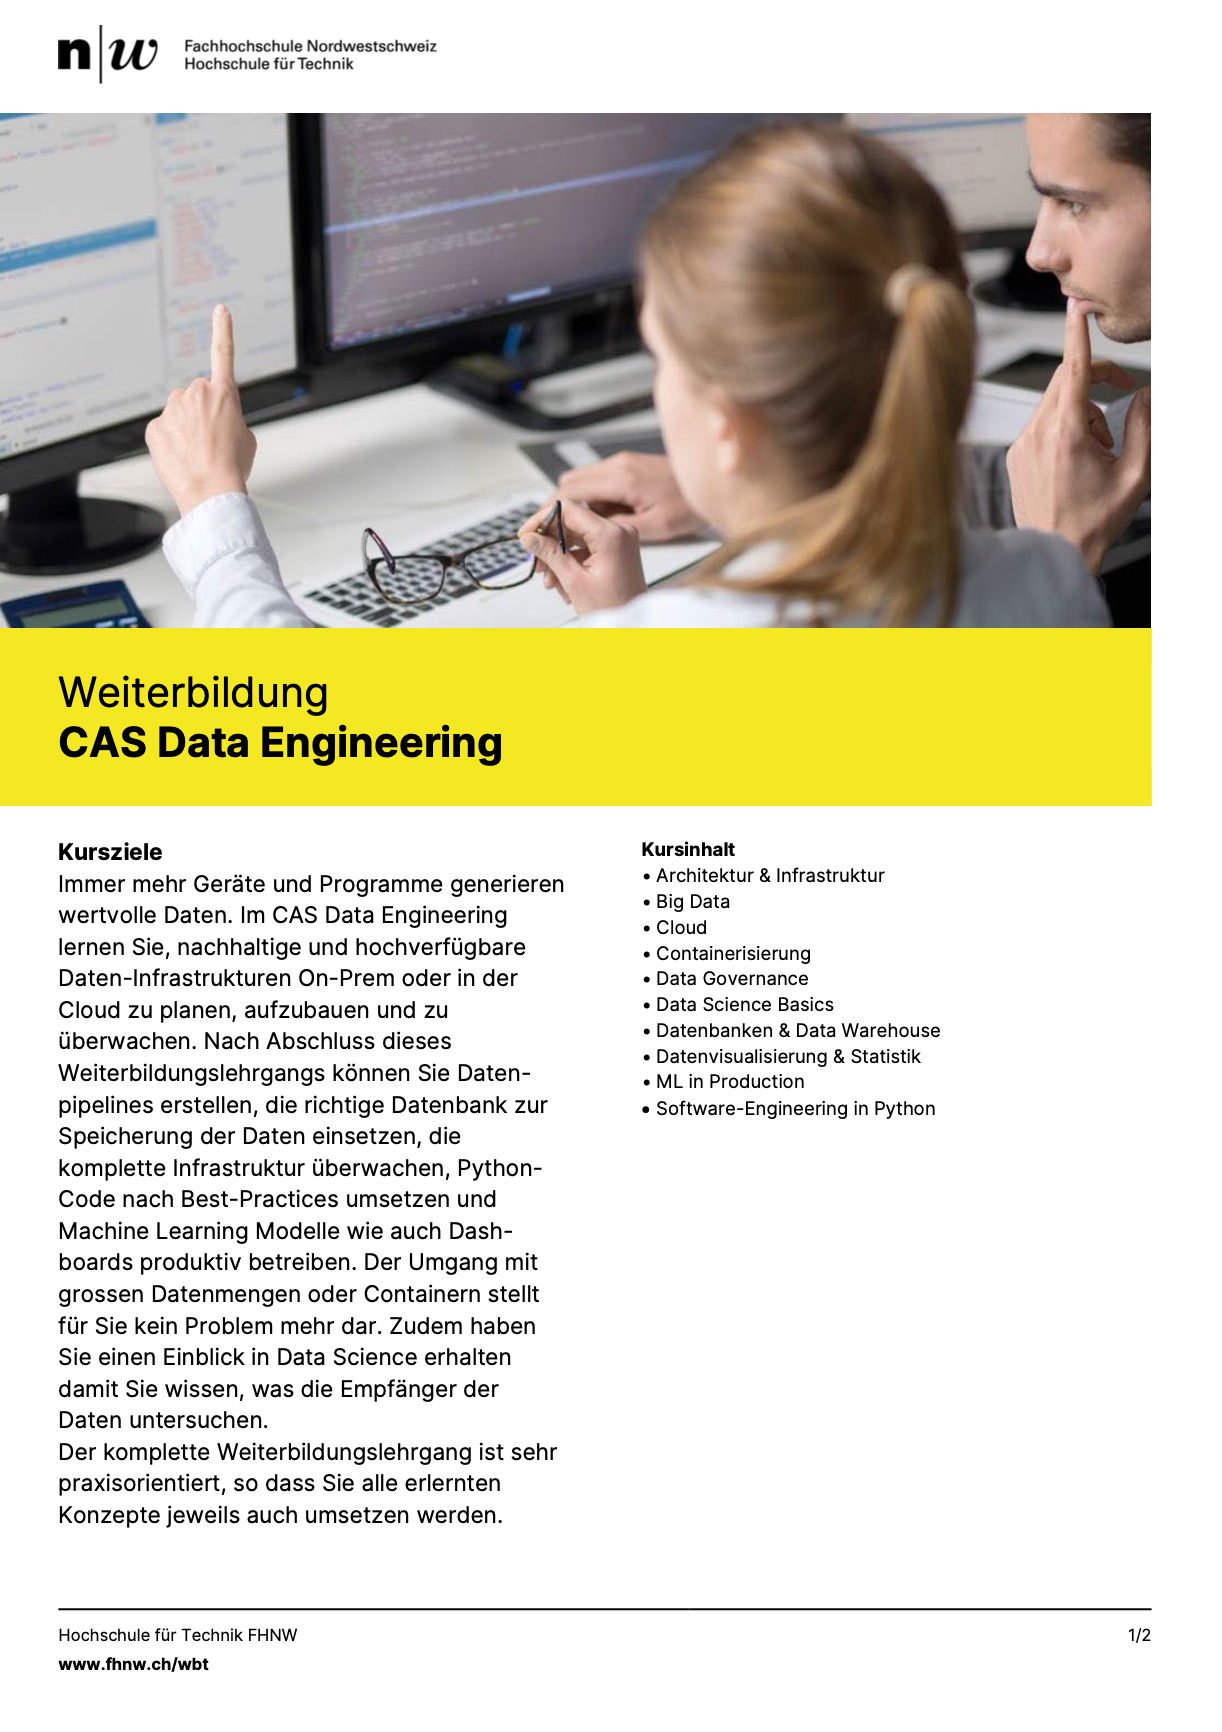 n|w
Fachhochschule Nordwestschweiz
Hochschule für Technik
Weiterbildung
CAS Data Engineering
Kursziele
Immer mehr Geräte und Programme generieren
wertvolle Daten. Im CAS Data Engineering
lernen Sie, nachhaltige und hochverfügbare
Daten-Infrastrukturen On-Prem oder in der
Cloud zu planen, aufzubauen und zu
überwachen. Nach Abschluss dieses
Weiterbildungslehrgangs können Sie Daten-
pipelines erstellen, die richtige Datenbank zur
Speicherung der Daten einsetzen, die
komplette Infrastruktur überwachen, Python-
Code nach Best-Practices umsetzen und
Machine Learning Modelle wie auch Dash-
boards produktiv betreiben. Der Umgang mit
grossen Datenmengen oder Containern stellt
für Sie kein Problem mehr dar. Zudem haben
Sie einen Einblick in Data Science erhalten
damit Sie wissen, was die Empfänger der
Daten untersuchen.
Der komplette Weiterbildungslehrgang ist sehr
praxisorientiert, so dass Sie alle erlernten
Konzepte jeweils auch umsetzen werden.
Kursinhalt
• Architektur & Infrastruktur
• Big Data
• Cloud
• Containerisierung
• Data Governance
• Data Science Basics
• Datenbanken & Data Warehouse
• Datenvisualisierung & Statistik
• ML in Production
• Software-Engineering in Python
Hochschule für Technik FHNW
1/2
www.fhnw.ch/wbt